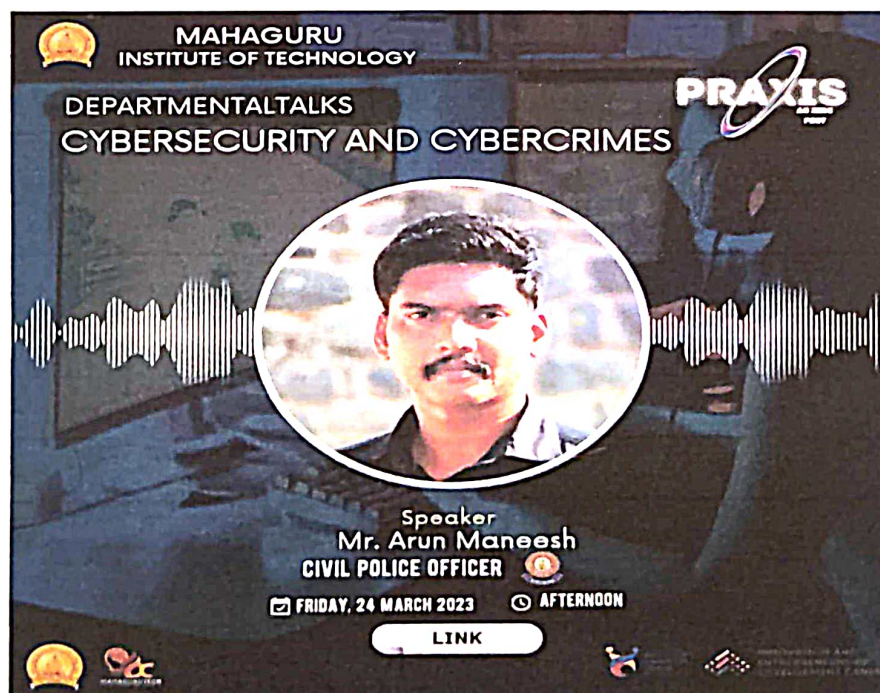 MAHAGURU
INSTITUTE OF TECHNOLOGY
PRAXIS
DEPARTMENTALTALKS
CYBERSECURITY AND CYBERCRIMES
Speaker
Mr. Arun Maneesh
CIVIL POLICE OFFICER
FRIDAY, 24 MARCH 2023
AFTERNOON
LINK